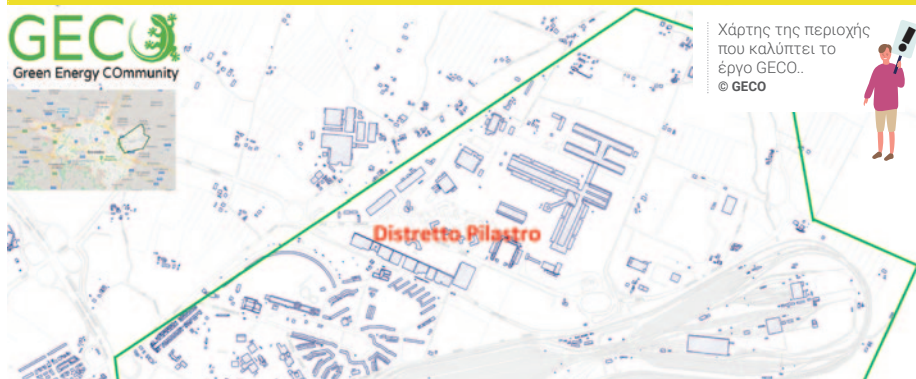 GECO
Green Energy COmmunity
Distretto Pilastro
Χάρτης της περιοχής
που καλύπτει το
έργο GECO..
© GECO